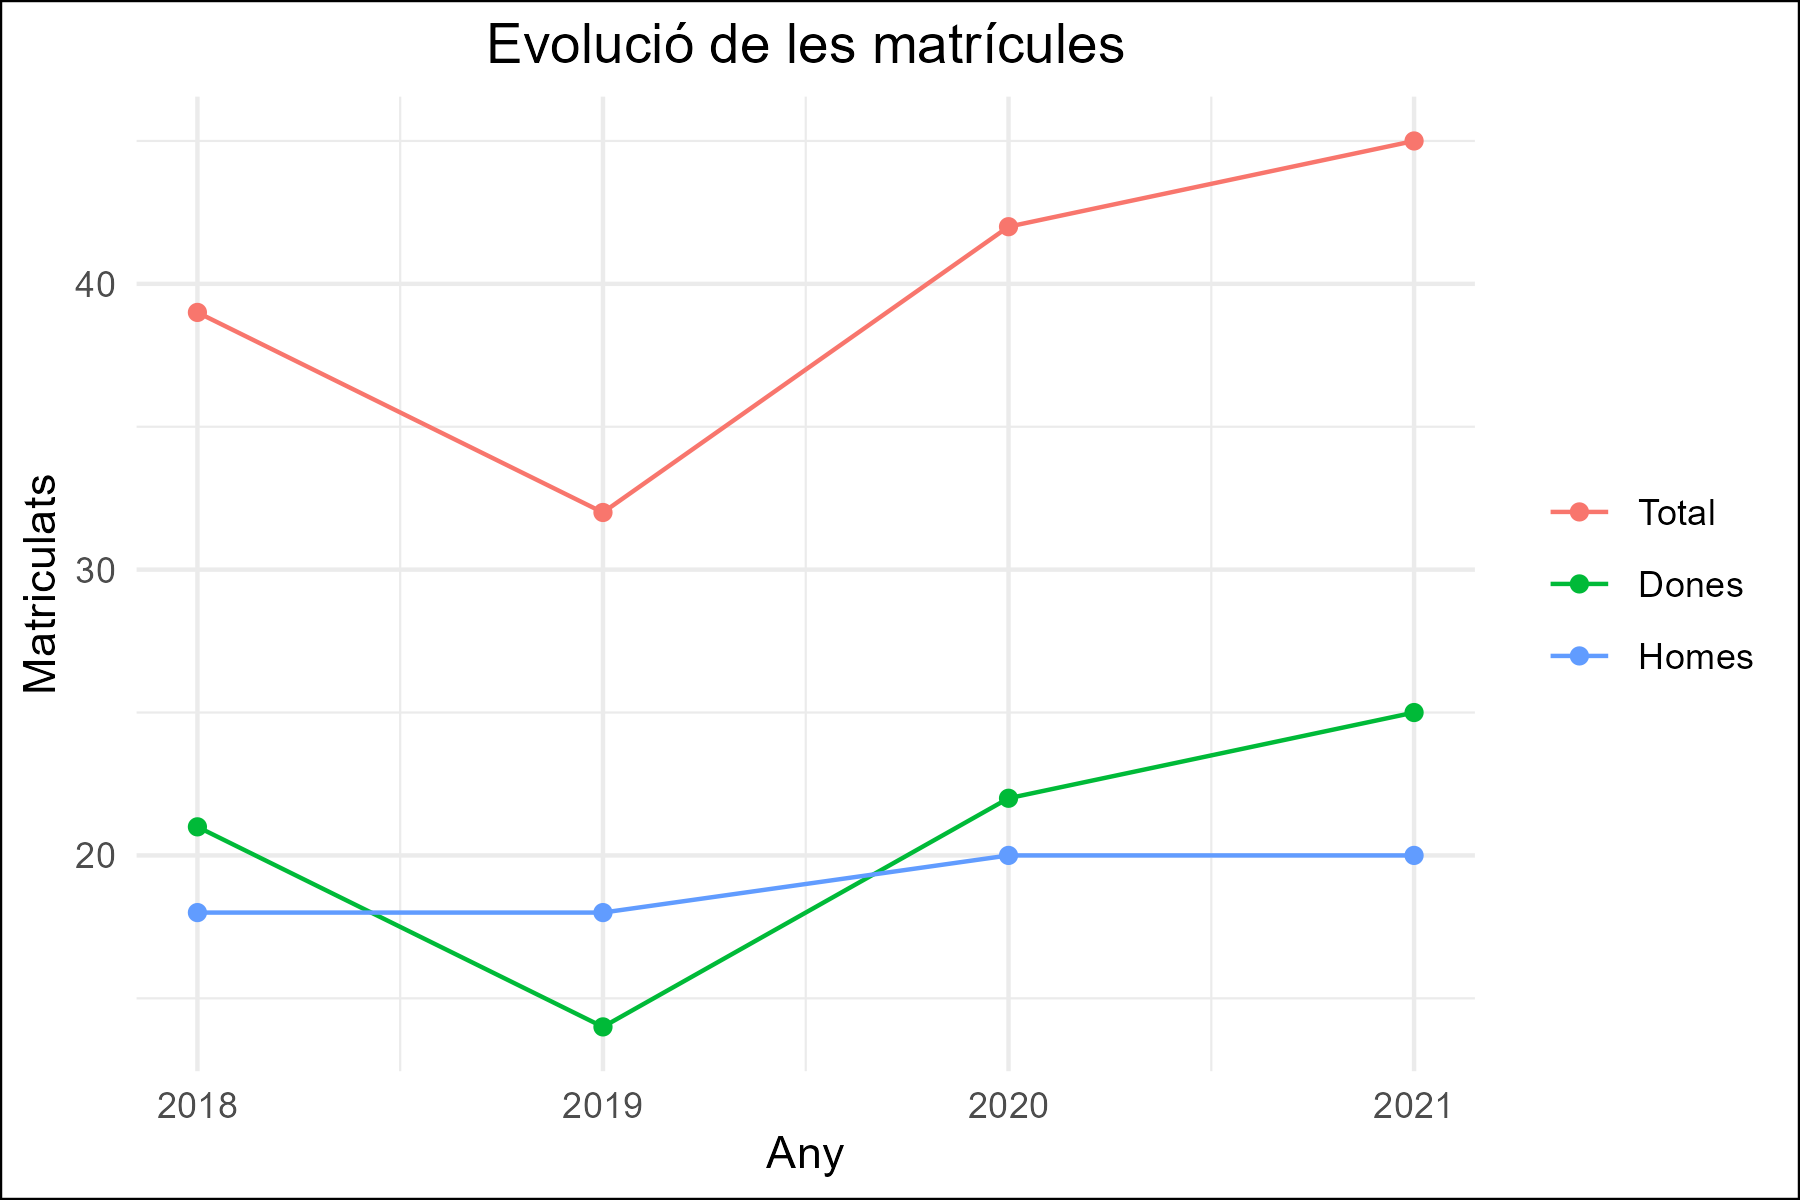 Evolució de les matrícules
Matriculats
40
30
20
2018 2019 2020 2021
Any
Total
Dones
Homes